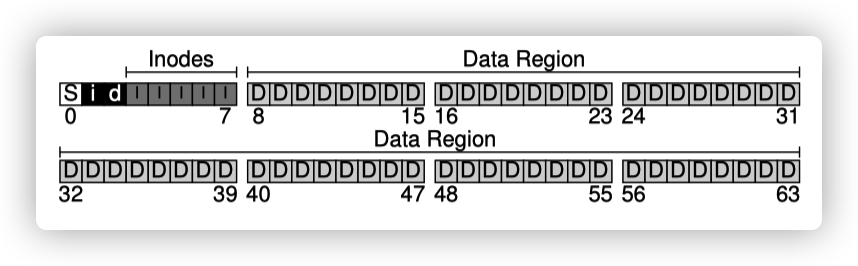 Inodes Data Region
S i d I I I I I D D D D D D D D D D D D D D D D D D D D D D D D
0 7 8 15 16 23 24 31
Data Region
D D D D D D D D D D D D D D D D D D D D D D D D D D D D D D D D
32 39 40 47 48 55 56 63